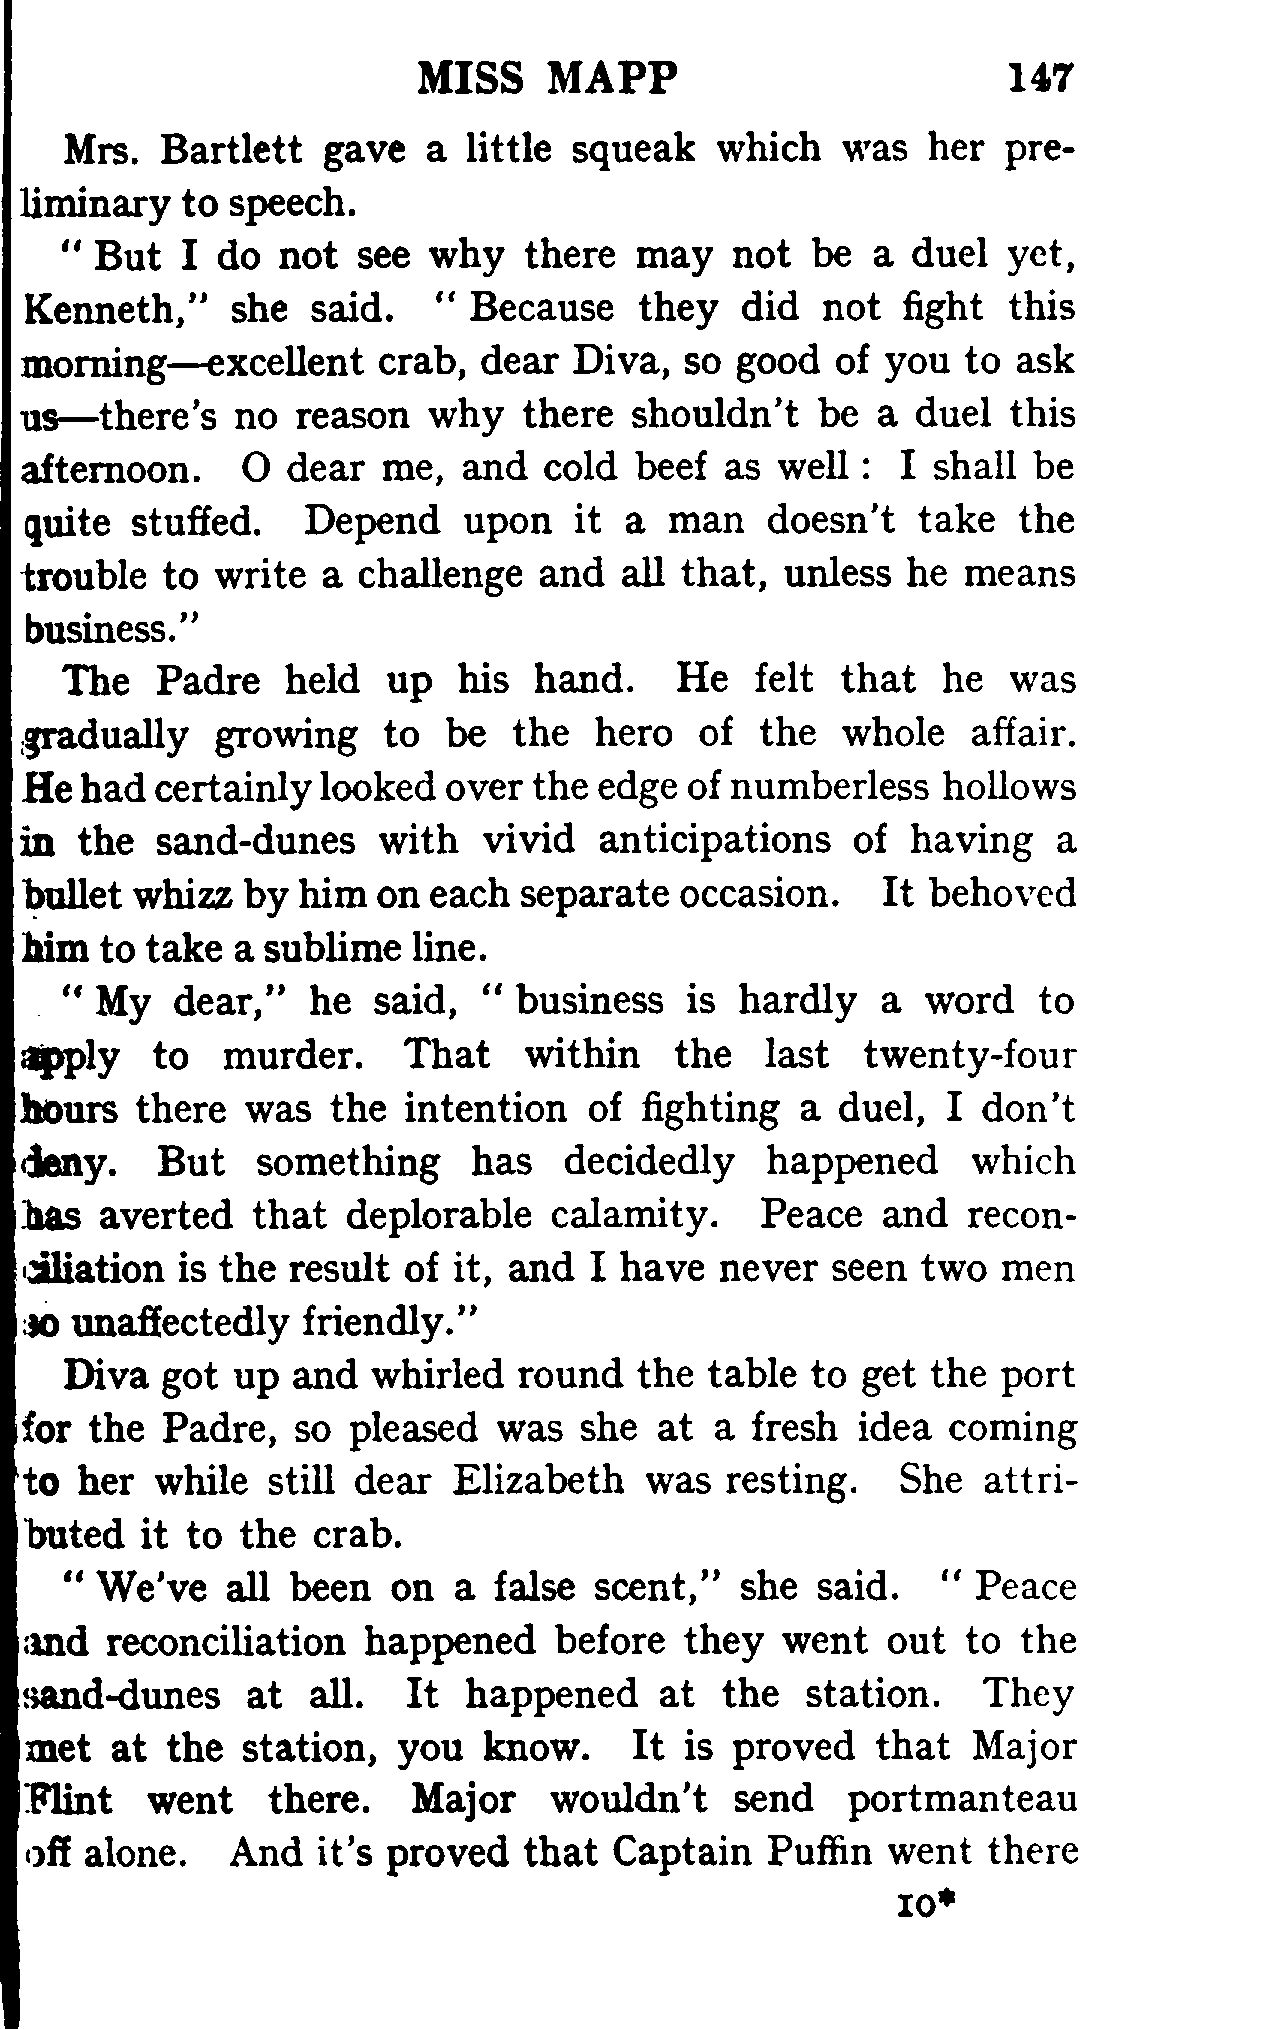 MISS MAPP 147
Mrs. Bartlett gave a little squeak which was her pre-
liminary to speech.
" But I do not see why there may not be a duel yet,
Kenneth," she said. " Because they did not fight this
morning—excellent crab, dear Diva, so good of you to ask
us—there's no reason why there shouldn't be a duel this
afternoon. O dear me, and cold beef as well : I shall be
quite stuffed. Depend upon it a man doesn't take the
trouble to write a challenge and all that, unless he means
business."
The Padre held up his hand. He felt that he was
gradually growing to be the hero of the whole affair.
He had certainly looked over the edge of numberless hollows
in the sand-dunes with vivid anticipations of having a
bullet whizz by him on each separate occasion. It behoved
him to take a sublime line.
" My dear," he said, " business is hardly a word to
apply to murder. That within the last twenty-four
hours there was the intention of fighting a duel, I don't
deny. But something has decidedly happened which
has averted that deplorable calamity. Peace and recon-
ciliation is the result of it, and I have never seen two men
so unaffectedly friendly."
Diva got up and whirled round the table to get the port
for the Padre, so pleased was she at a fresh idea coming
to her while still dear Elizabeth was resting. She attri-
buted it to the crab.
" We've all been on a false scent," she said. " Peace
and reconciliation happened before they went out to the
sand-dunes at all. It happened at the station. They
met at the station, you know. It is proved that Major
Flint went there. Major wouldn't send portmanteau
off alone. And it's proved that Captain Puffin went there
10*